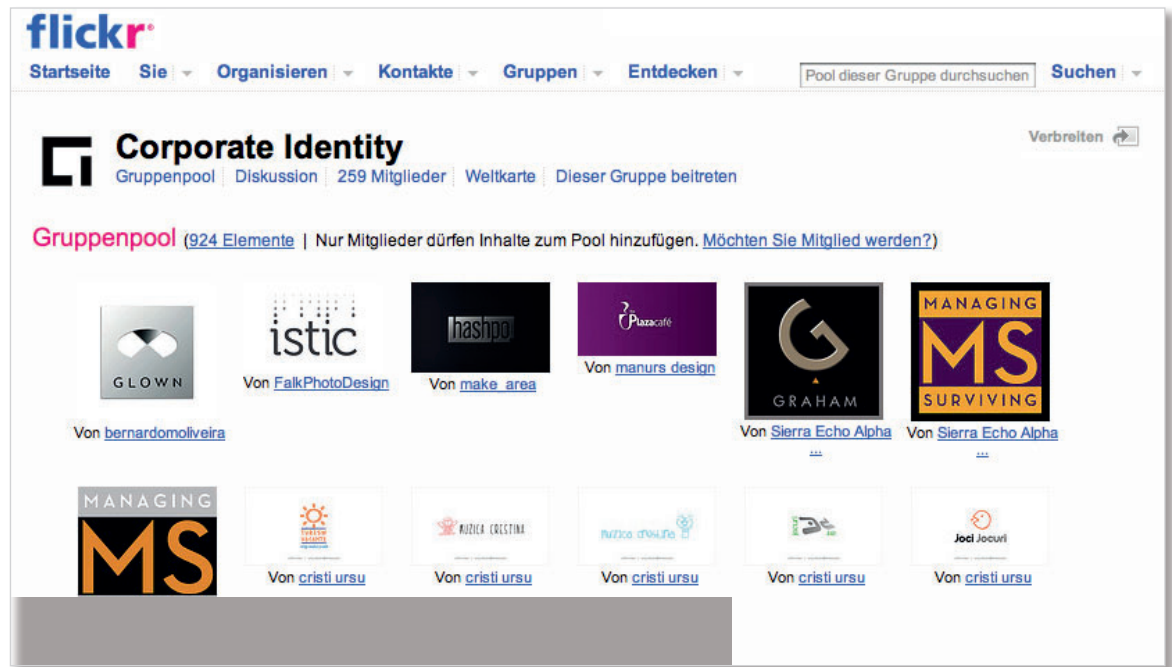 flickr
Startseite Sie Organisieren Kontakte Gruppen Entdecken Pool dieser Gruppe durchsuchen Suchen
Corporate Identity
Verbreiten
Gruppenpool Diskussion 259 Mitglieder Weltkarte Dieser Gruppe beitreten
Gruppenpool (924 Elemente | Nur Mitglieder dürfen Inhalte zum Pool hinzufügen. Möchten Sie Mitglied werden?)
GLOWN
istic
hashpo
Plazacafé
G
GRAHAM
MANAGING
MS
SURVIVING
Von bernardomoliveira
Von FalkPhotoDesign
Von make_area
Von manurs design
Von Sierra Echo Alpha
...
Von Sierra Echo Alpha
...
MANAGING
MS
MUZICA CRESTINA
muzica crestina
Joci Jocuri
Von cristi ursu
Von cristi ursu
Von cristi ursu
Von cristi ursu
Von cristi ursu